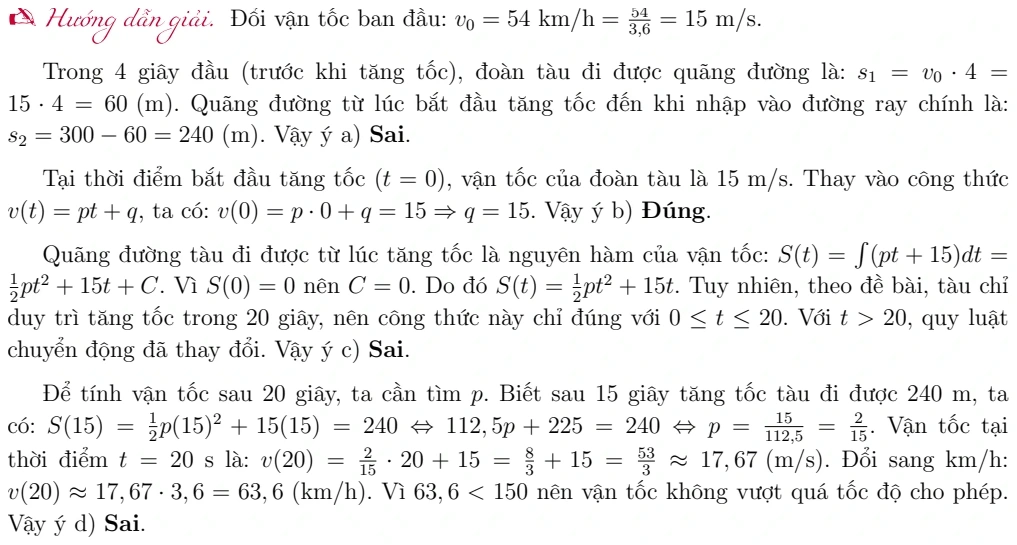 Hướng dẫn giải. Đối vận tốc ban đầu: v₀ = 54 km/h = 54/3,6 = 15 m/s.
Trong 4 giây đầu (trước khi tăng tốc), đoàn tàu đi được quãng đường là: s₁ = v₀ · 4 =
15 · 4 = 60 (m). Quãng đường từ lúc bắt đầu tăng tốc đến khi nhập vào đường ray chính là:
s₂ = 300 − 60 = 240 (m). Vậy ý a) Sai.
Tại thời điểm bắt đầu tăng tốc (t = 0), vận tốc của đoàn tàu là 15 m/s. Thay vào công thức
v(t) = pt + q, ta có: v(0) = p · 0 + q = 15 ⇒ q = 15. Vậy ý b) Đúng.
Quãng đường tàu đi được từ lúc tăng tốc là nguyên hàm của vận tốc: S(t) = ∫(pt + 15)dt =
½pt² + 15t + C. Vì S(0) = 0 nên C = 0. Do đó S(t) = ½pt² + 15t. Tuy nhiên, theo đề bài, tàu chỉ
duy trì tăng tốc trong 20 giây, nên công thức này chỉ đúng với 0 ≤ t ≤ 20. Với t > 20, quy luật
chuyển động đã thay đổi. Vậy ý c) Sai.
Để tính vận tốc sau 20 giây, ta cần tìm p. Biết sau 15 giây tăng tốc tàu đi được 240 m, ta
có: S(15) = ½p(15)² + 15(15) = 240 ⇔ 112,5p + 225 = 240 ⇔ p = 15/112,5 = 2/15. Vận tốc tại
thời điểm t = 20 s là: v(20) = 2/15 · 20 + 15 = 8/3 + 15 = 53/3 ≈ 17,67 (m/s). Đổi sang km/h:
v(20) ≈ 17,67 · 3,6 = 63,6 (km/h). Vì 63,6 < 150 nên vận tốc không vượt quá tốc độ cho phép.
Vậy ý d) Sai.